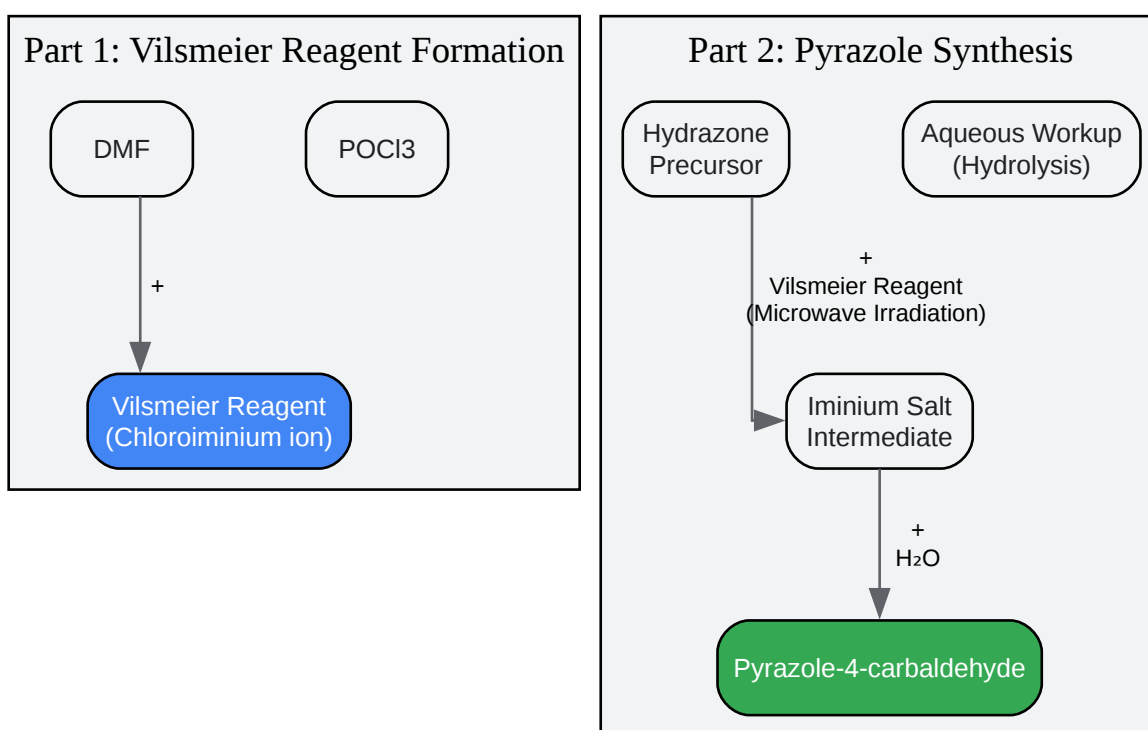 Part 1: Vilsmeier Reagent Formation
DMF
POCl3
+
Vilsmeier Reagent
(Chloroiminium ion)
Part 2: Pyrazole Synthesis
Hydrazone
Precursor
Aqueous Workup
(Hydrolysis)
+
Vilsmeier Reagent
(Microwave Irradiation)
Iminium Salt
Intermediate
+
H₂O
Pyrazole-4-carbaldehyde